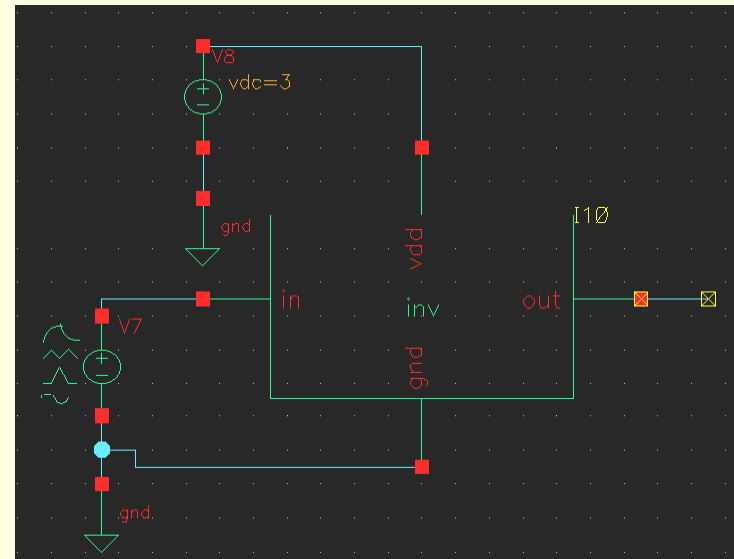 V8
vdc=3
I10
gnd
vdd
in
inv
out
V7
gnd
gnd